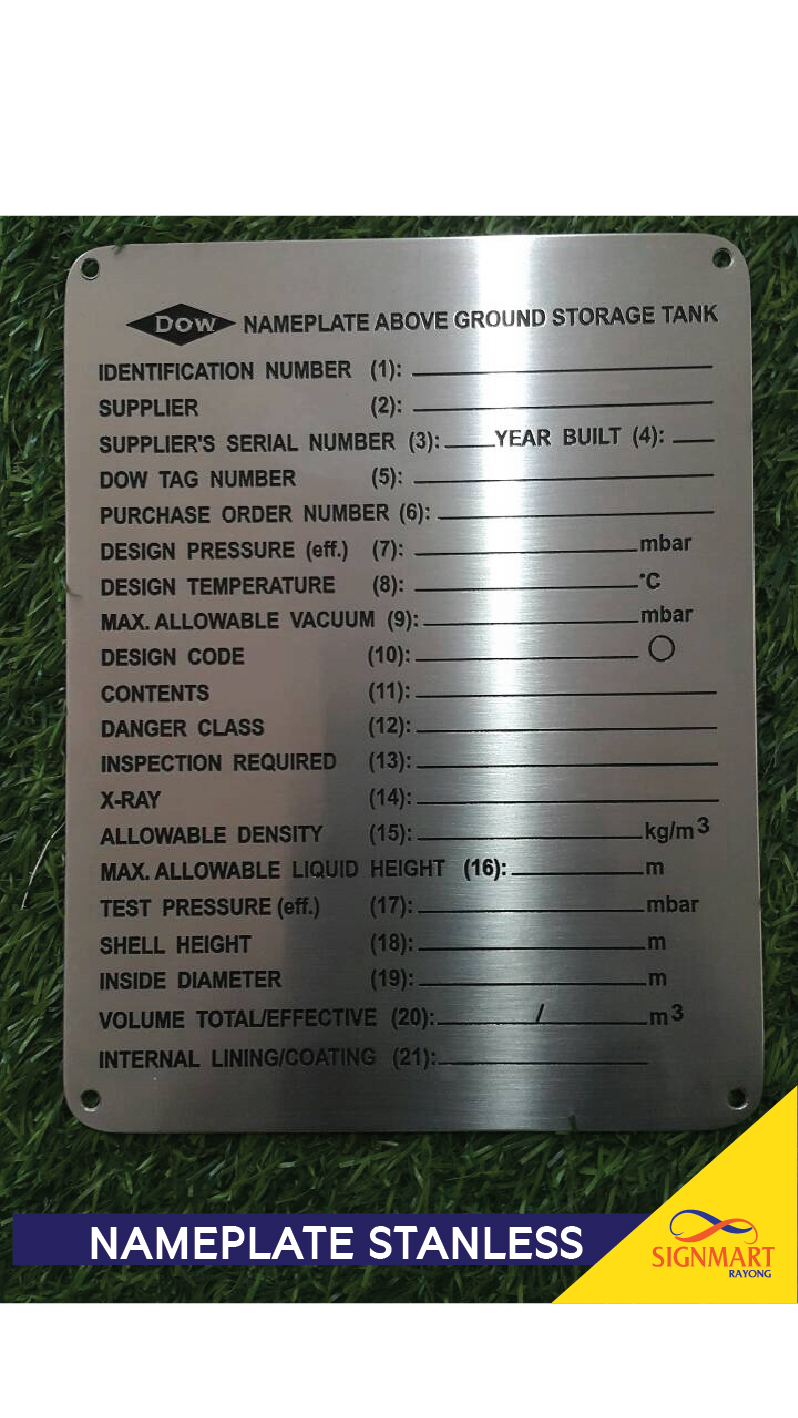 DOW NAMEPLATE ABOVE GROUND STORAGE TANK
IDENTIFICATION NUMBER (1):
SUPPLIER (2):
SUPPLIER'S SERIAL NUMBER (3): YEAR BUILT (4):
DOW TAG NUMBER (5):
PURCHASE ORDER NUMBER (6):
DESIGN PRESSURE (eff.) (7): mbar
DESIGN TEMPERATURE (8): °C
MAX. ALLOWABLE VACUUM (9): mbar
DESIGN CODE (10):
CONTENTS (11):
DANGER CLASS (12):
INSPECTION REQUIRED (13):
X-RAY (14):
ALLOWABLE DENSITY (15): kg/m³
MAX. ALLOWABLE LIQUID HEIGHT (16): m
TEST PRESSURE (eff.) (17): mbar
SHELL HEIGHT (18): m
INSIDE DIAMETER (19): m
VOLUME TOTAL/EFFECTIVE (20): / m³
INTERNAL LINING/COATING (21):
NAMEPLATE STANLESS
SIGNMART
RAYONG